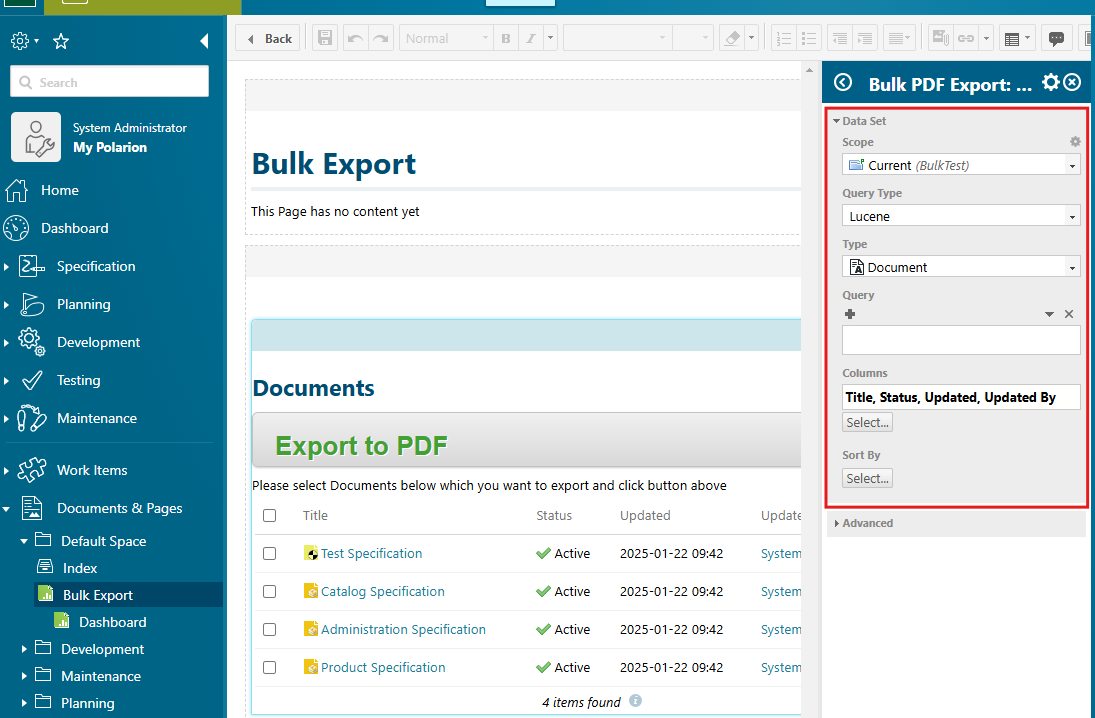 Back
Normal
B
I
Search
System Administrator
My Polarion
Home
Dashboard
Specification
Planning
Development
Testing
Maintenance
Work Items
Documents & Pages
Default Space
Index
Bulk Export
Dashboard
Development
Maintenance
Planning
Bulk Export
This Page has no content yet
Documents
Export to PDF
Please select Documents below which you want to export and click button above
Title Status Updated Update
Test Specification Active 2025-01-22 09:42 System
Catalog Specification Active 2025-01-22 09:42 System
Administration Specification Active 2025-01-22 09:42 System
Product Specification Active 2025-01-22 09:42 System
4 items found
Bulk PDF Export: ...
Data Set
Scope
Current (BulkTest)
Query Type
Lucene
Type
Document
Query
Columns
Title, Status, Updated, Updated By
Select...
Sort By
Select...
Advanced